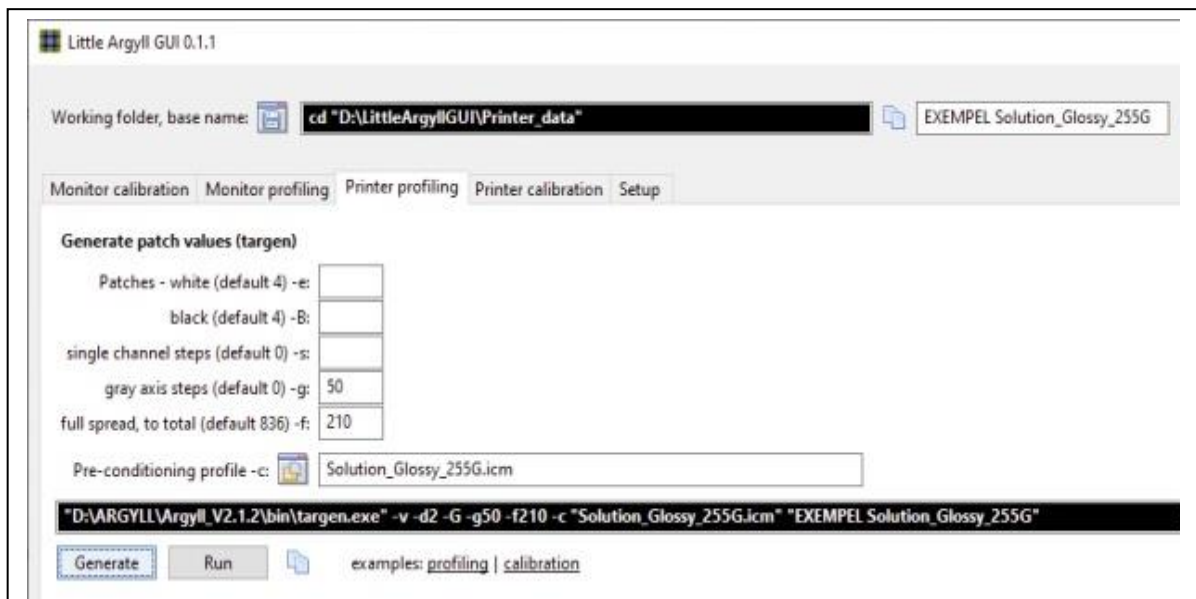 Little Argyll GUI 0.1.1
Working folder, base name: cd "D:\LittleArgyllGUI\Printer_data" EXEMPEL Solution_Glossy_255G
Monitor calibration Monitor profiling Printer profiling Printer calibration Setup
Generate patch values (targen)
Patches - white (default 4) -e:
black (default 4) -B:
single channel steps (default 0) -s:
gray axis steps (default 0) -g: 50
full spread, to total (default 836) -f: 210
Pre-conditioning profile -c: Solution_Glossy_255G.icm
"D:\ARGYLL\Argyll_V2.1.2\bin\targen.exe" -v -d2 -G -g50 -f210 -c "Solution_Glossy_255G.icm" "EXEMPEL Solution_Glossy_255G"
Generate Run examples: profiling | calibration